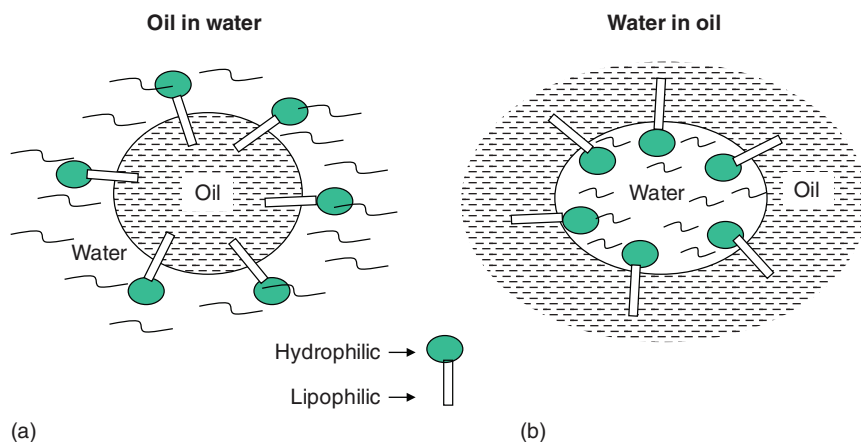 Oil in water
Water in oil
Oil
Water
Water
Oil
Hydrophilic
Lipophilic
(a)
(b)